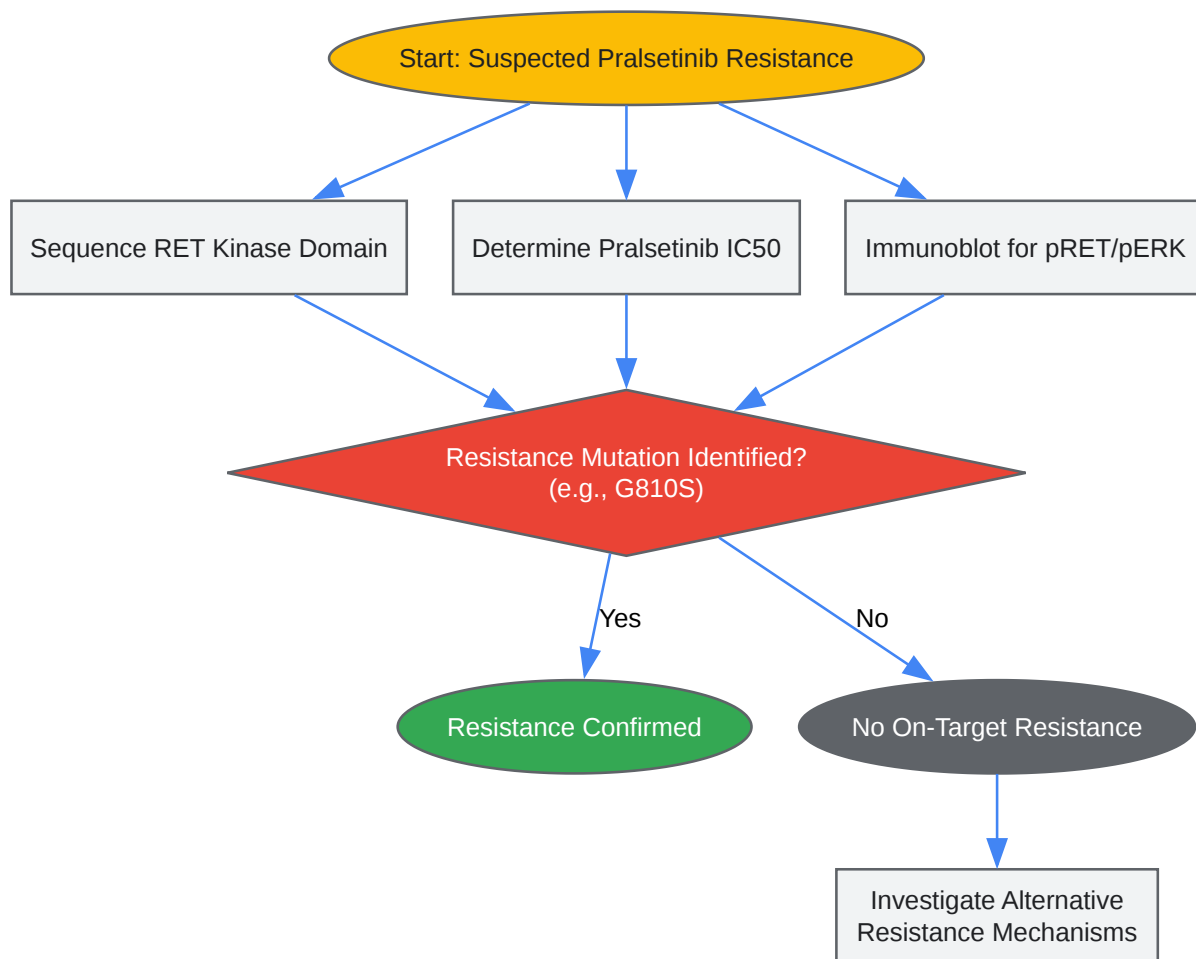 Start: Suspected Pralsetinib Resistance
Sequence RET Kinase Domain
Determine Pralsetinib IC50
Immunoblot for pRET/pERK
Resistance Mutation Identified?
(e.g., G810S)
Yes
No
Resistance Confirmed
No On-Target Resistance
Investigate Alternative
Resistance Mechanisms